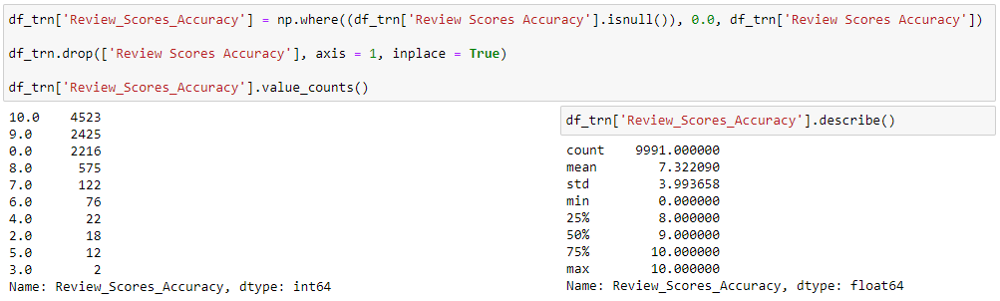 df_trn['Review_Scores_Accuracy'] = np.where((df_trn['Review Scores Accuracy'].isnull()), 0.0, df_trn['Review Scores Accuracy'])
df_trn.drop(['Review Scores Accuracy'], axis = 1, inplace = True)
df_trn['Review_Scores_Accuracy'].value_counts()
10.0    4523
9.0     2425
0.0     2216
8.0      575
7.0      122
6.0       76
4.0       22
2.0       18
5.0       12
3.0        2
Name: Review_Scores_Accuracy, dtype: int64
df_trn['Review_Scores_Accuracy'].describe()
count    9991.000000
mean        7.322090
std         3.993658
min         0.000000
25%         8.000000
50%         9.000000
75%        10.000000
max        10.000000
Name: Review_Scores_Accuracy, dtype: float64